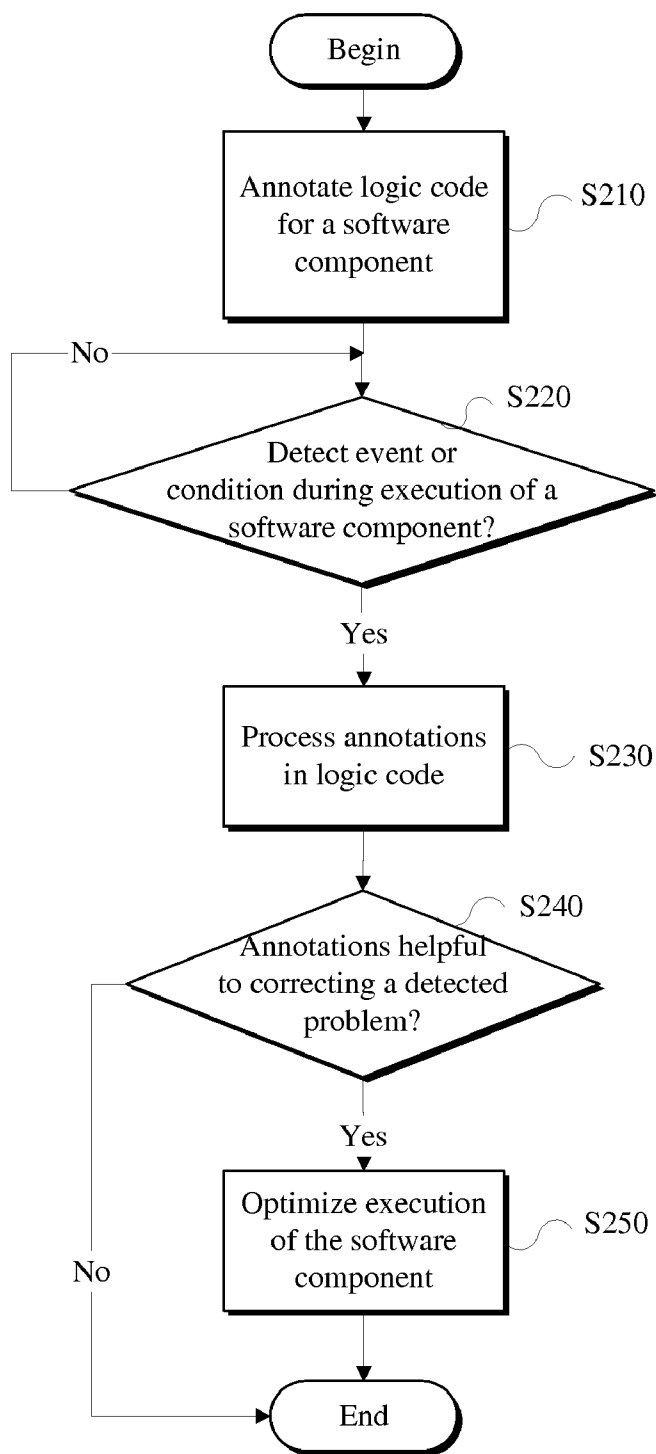 Begin
Annotate logic code
for a software
component
S210
No
S220
Detect event or
condition during execution of a
software component?
Yes
Process annotations
in logic code
S230
S240
Annotations helpful
to correcting a detected
problem?
Yes
Optimize execution
of the software
component
S250
No
End